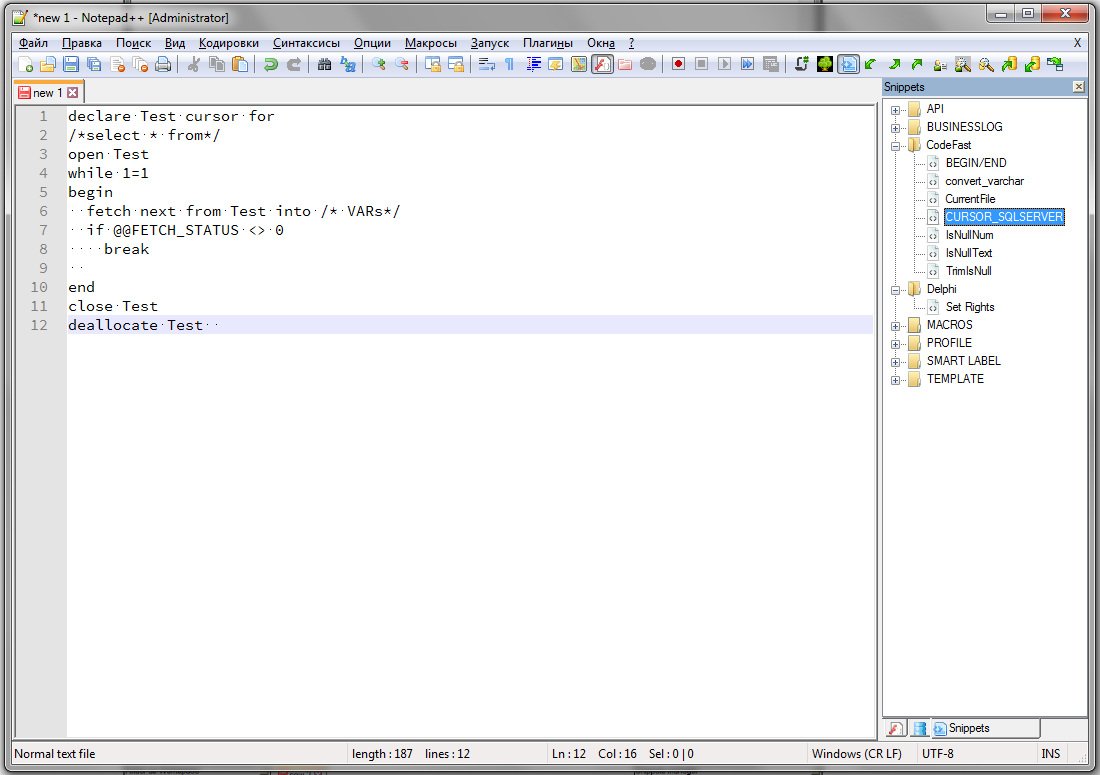 *new 1 - Notepad++ [Administrator]
Файл Правка Поиск Вид Кодировки Синтаксисы Опции Макросы Запуск Плагины Окна ? X
new 1
1 declare Test cursor for
2 /*select * from*/
3 open Test
4 while 1=1
5 begin
6 fetch next from Test into /* VARs*/
7 if @@FETCH_STATUS <> 0
8 break
9
10 end
11 close Test
12 deallocate Test
Snippets
API
BUSINESSLOG
CodeFast
BEGIN/END
convert_varchar
CurrentFile
CURSOR_SQLSERVER
IsNullNum
IsNullText
TrimIsNull
Delphi
Set Rights
MACROS
PROFILE
SMART LABEL
TEMPLATE
Snippets
Normal text file length : 187 lines : 12 Ln : 12 Col : 16 Sel : 0 | 0 Windows (CR LF) UTF-8 INS